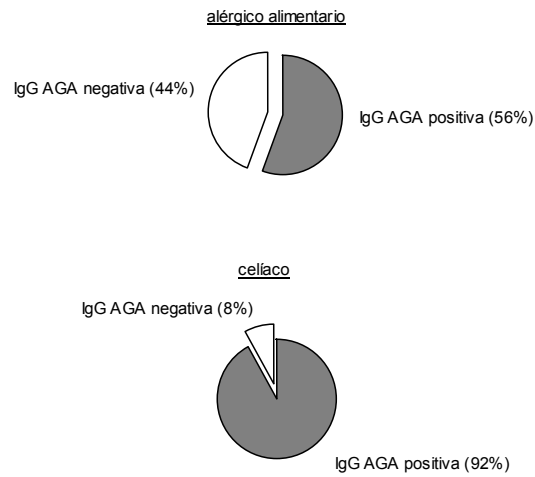 alérgico alimentario
IgG AGA negativa (44%)
IgG AGA positiva (56%)
celíaco
IgG AGA negativa (8%)
IgG AGA positiva (92%)